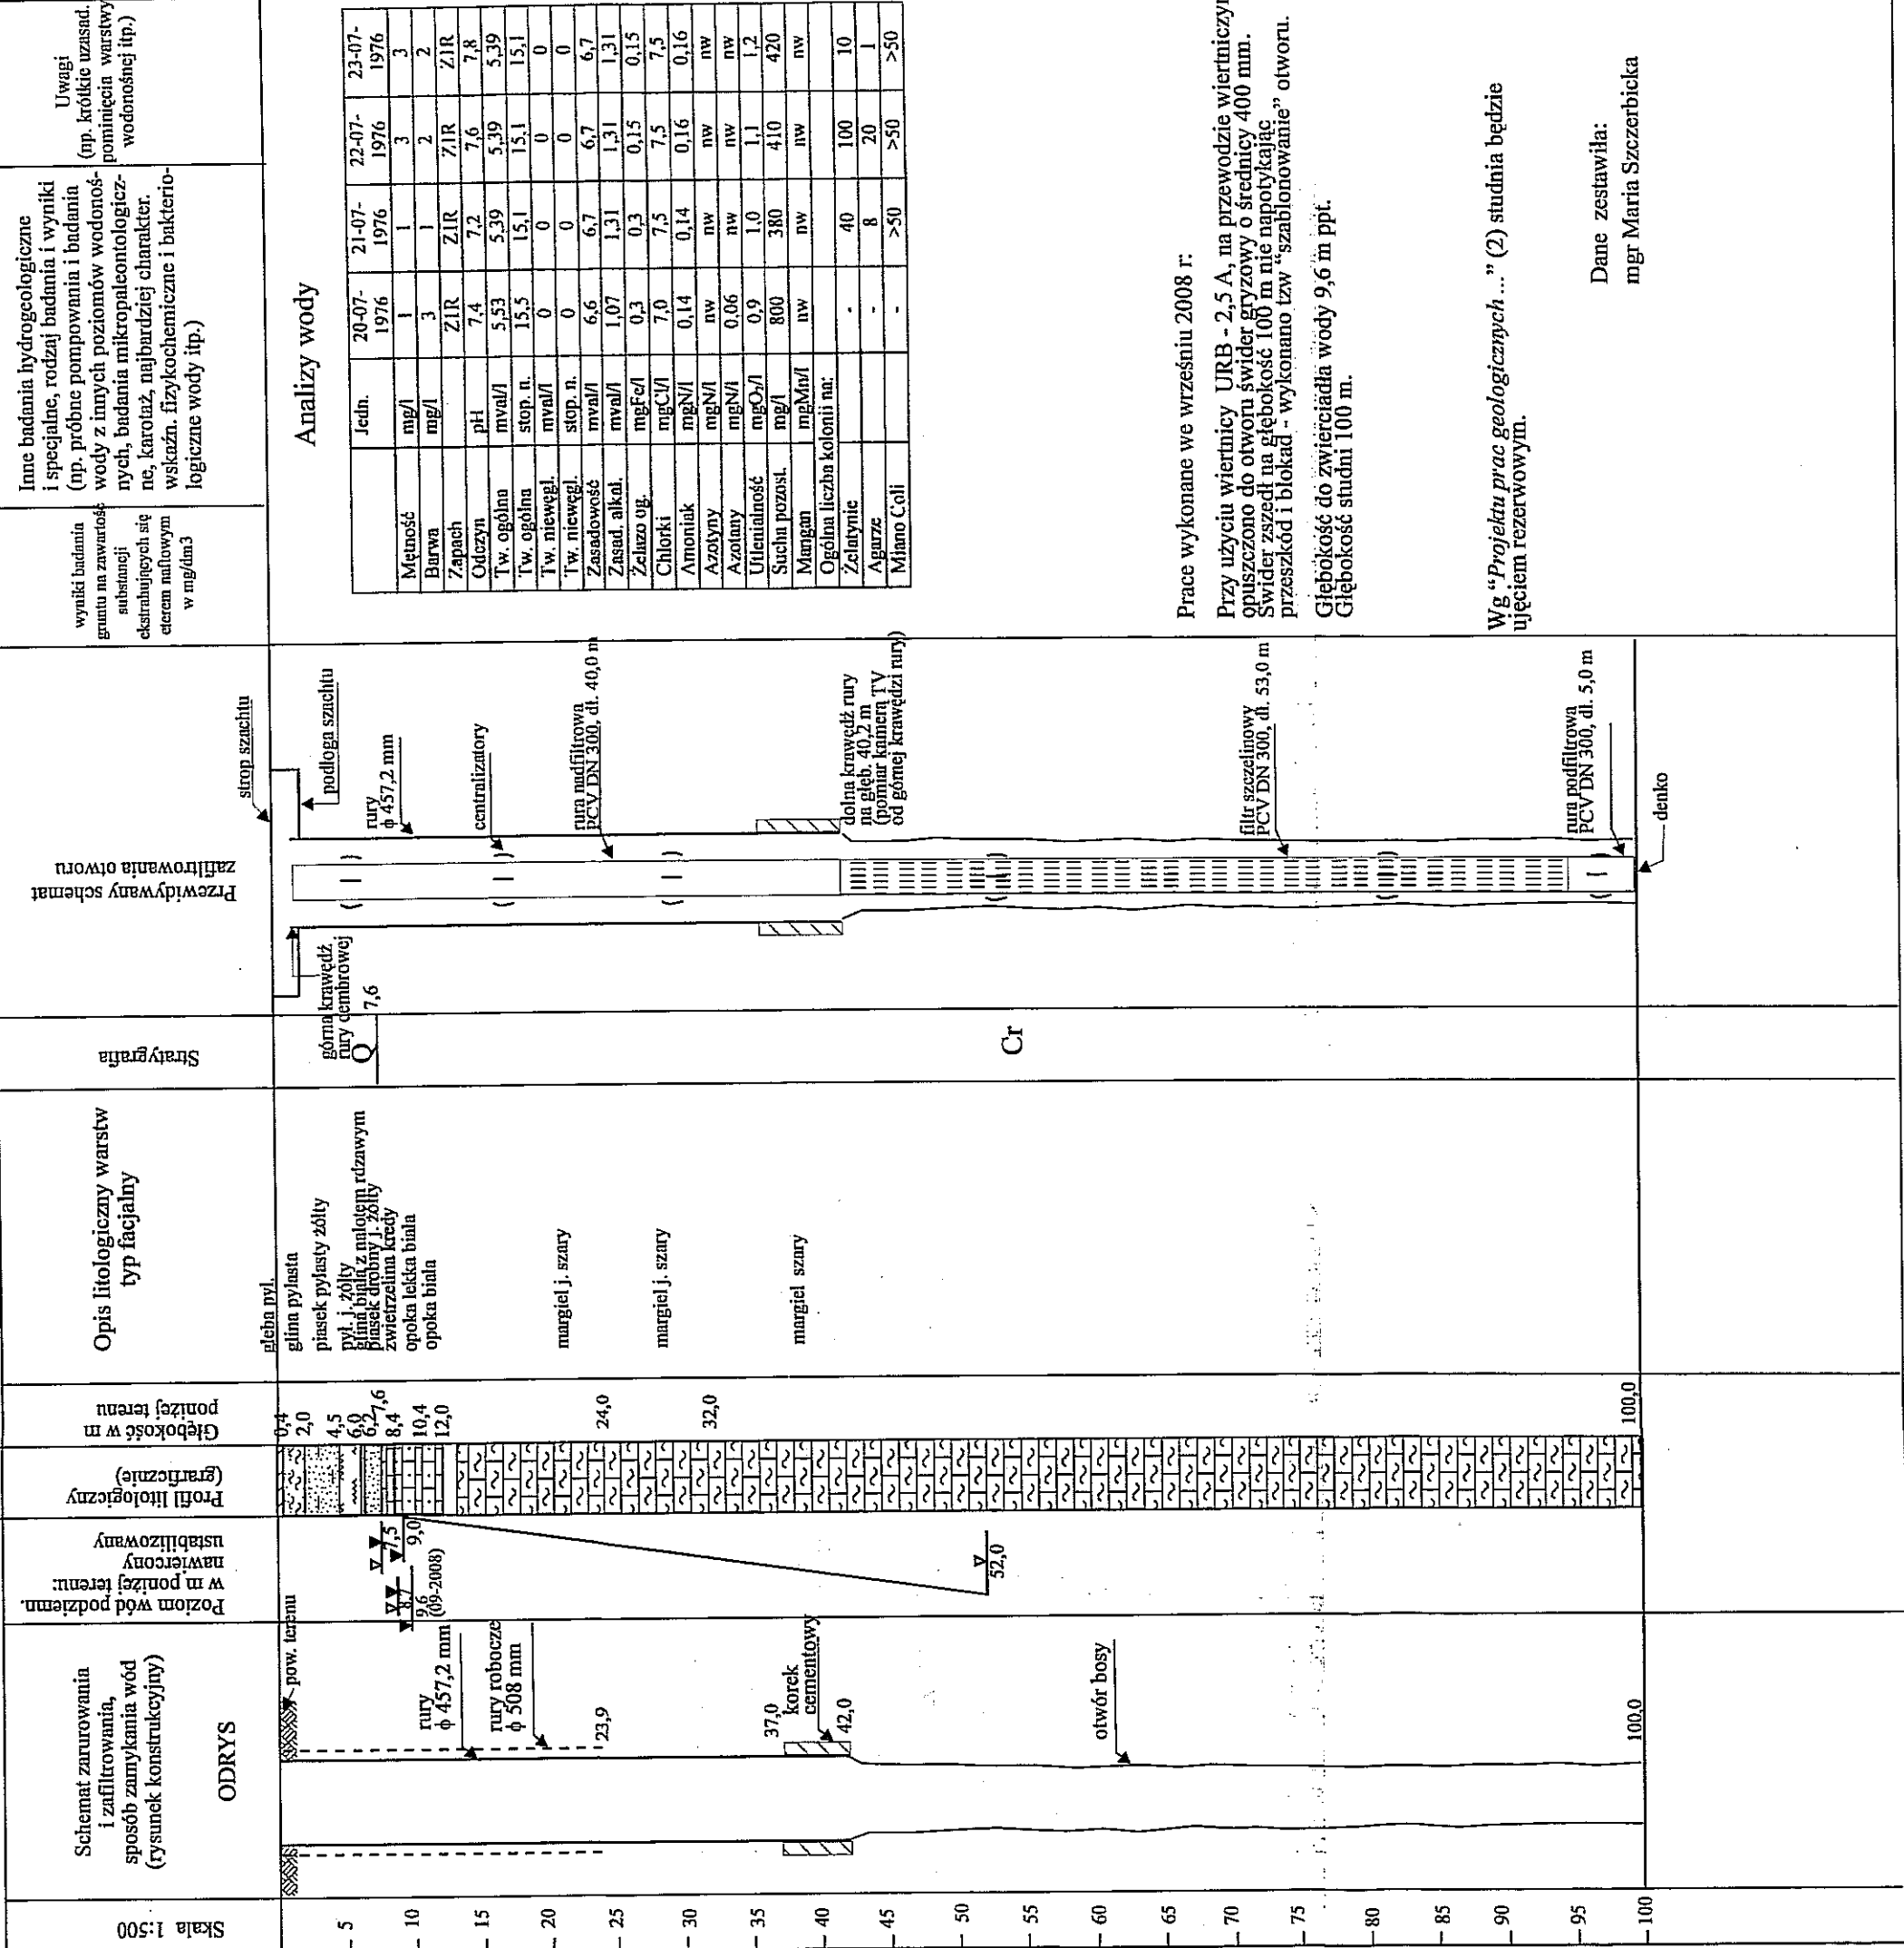 Skala 1:500
5
10
15
20
25
30
35
40
45
50
55
60
65
70
75
80
85
90
95
100
Schemat zarurowania
i zafiltrowania,
sposób zamykania wód
(rysunek konstrukcyjny)
ODRYS
pow. terenu
rury
ϕ 457,2 mm
rury robocze
ϕ 508 mm
23,9
37,0
korek
cementowy
42,0
otwór bosy
100,0
Poziom wód podziemn.
w m poniżej terenu:
nawiercony
ustabilizowany
7,5
9,0
8,7
9,6
(09-2008)
52,0
Profil litologiczny
(graficznie)
Głębokość w m
poniżej terenu
0,4
2,0
4,5
6,0
6,2
7,6
8,4
10,4
12,0
24,0
32,0
100,0
Opis litologiczny warstw
typ facjalny
gleba pyl.
glina pylasta
piasek pylasty żółty
pył. j. żółty
glina biała z nalotem rdzawym
piasek drobny j. żółty
zwietrzelina kredy
opoka lekka biała
opoka biała
margiel j. szary
margiel j. szary
margiel szary
Stratygrafia
Q
7,6
Cr
Przewidywany schemat
zafiltrowania otworu
strop szachtu
podłoga szachtu
górna krawędź
rury dembrowej
rury
ϕ 457,2 mm
centralizatory
rura nadfiltrowa
PCV DN 300, dł. 40,0 m
dolna krawędź rury
na głęb. 40,2 m
(pomiar kamerą TV
od górnej krawędzi rury)
filtr szczelinowy
PCV DN 300, dł. 53,0 m
rura podfiltrowa
PCV DN 300, dł. 5,0 m
denko
wyniki badania
gruntu na zawartość
substancji
ekstrahujących się
eterem naftowym
w mg/dm3
Inne badania hydrogeologiczne
i specjalne, rodzaj badania i wyniki
(np. próbne pompowania i badania
wody z innych poziomów wodonoś-
nych, badania mikropaleontologicz-
ne, karotaż, najbardziej charakter.
wskaźn. fizykochemiczne i bakterio-
logiczne wody itp.)
Uwagi
(np. krótkie uzasad.
pominięcia warstwy
wodonośnej itp.)
Analizy wody
Jedn. 20-07-1976 21-07-1976 22-07-1976 23-07-1976
Mętność mg/l 1 1 3 3
Barwa mg/l 3 1 2 2
Zapach Z1R Z1R Z1R Z1R
Odczyn pH 7,4 7,2 7,6 7,8
Tw. ogólna mval/l 5,53 5,39 5,39 5,39
Tw. ogólna stop. n. 15,5 15,1 15,1 15,1
Tw. niewęgl. mval/l 0 0 0 0
Tw. niewęgl. stop. n. 0 0 0 0
Zasadowość mval/l 6,6 6,7 6,7 6,7
Zasad. alkal. mval/l 1,07 1,31 1,31 1,31
Żelazo og. mgFe/l 0,3 0,3 0,15 0,15
Chlorki mgCl/l 7,0 7,5 7,5 7,5
Amoniak mgN/l 0,14 0,14 0,16 0,16
Azotyny mgN/l nw nw nw nw
Azotany mgN/l 0,06 nw nw nw
Utlenialność mgO₂/l 0,9 1,0 1,1 1,2
Sucha pozost. mg/l 800 380 410 420
Mangan mgMn/l nw nw nw nw
Ogólna liczba kolonii na:
Żelatynie - 40 100 10
Agarze - 8 20 1
Miano Coli - >50 >50 >50
Prace wykonane we wrześniu 2008 r:
Przy użyciu wiertnicy URB - 2,5 A, na przewodzie wiertniczym
opuszczono do otworu świder gryzowy o średnicy 400 mm.
Świder zszedł na głębokość 100 m nie napotykając
przeszkód i blokad - wykonano tzw "szablonowanie" otworu.
Głębokość do zwierciadła wody 9,6 m ppt.
Głębokość studni 100 m.
Wg "Projektu prac geologicznych ..." (2) studnia będzie
ujęciem rezerwowym.
Dane zestawiła:
mgr Maria Szczerbicka